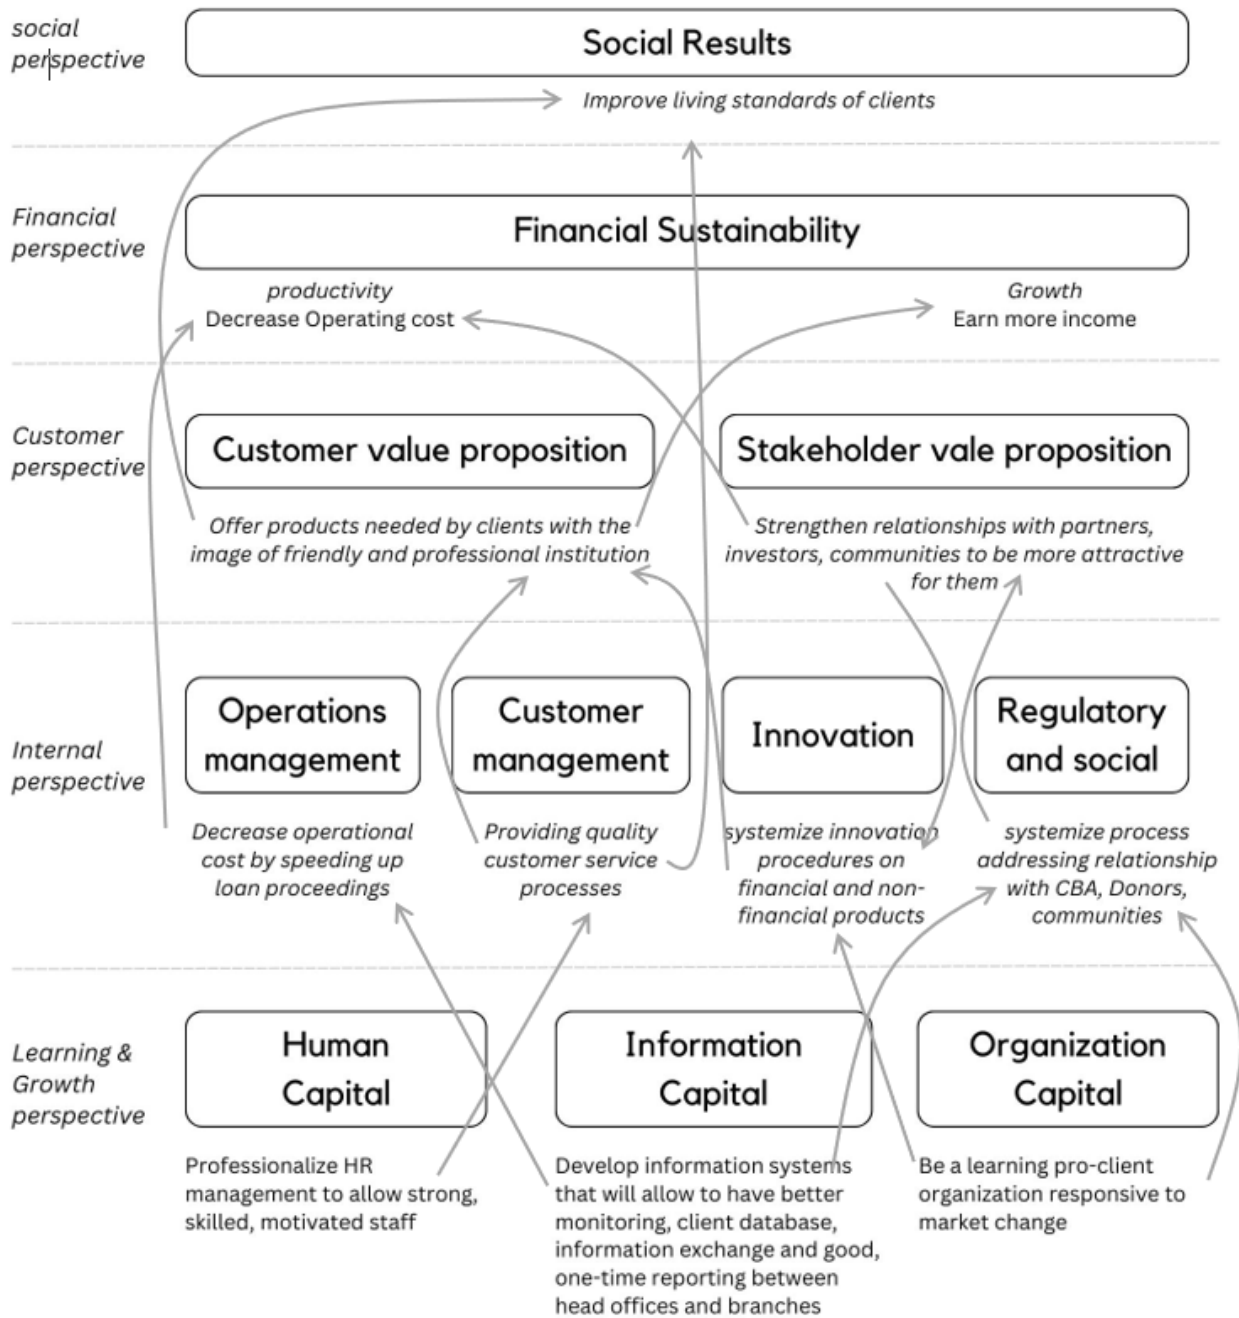 social
perspective
Social Results
Improve living standards of clients
Financial
perspective
Financial Sustainability
productivity
Decrease Operating cost
Growth
Earn more income
Customer
perspective
Customer value proposition
Stakeholder vale proposition
Offer products needed by clients with the
image of friendly and professional institution
Strengthen relationships with partners,
investors, communities to be more attractive
for them
Internal
perspective
Operations
management
Customer
management
Innovation
Regulatory
and social
Decrease operational
cost by speeding up
loan proceedings
Providing quality
customer service
processes
systemize innovation
procedures on
financial and non-
financial products
systemize process
addressing relationship
with CBA, Donors,
communities
Learning &
Growth
perspective
Human
Capital
Information
Capital
Organization
Capital
Professionalize HR
management to allow strong,
skilled, motivated staff
Develop information systems
that will allow to have better
monitoring, client database,
information exchange and good,
one-time reporting between
head offices and branches
Be a learning pro-client
organization responsive to
market change